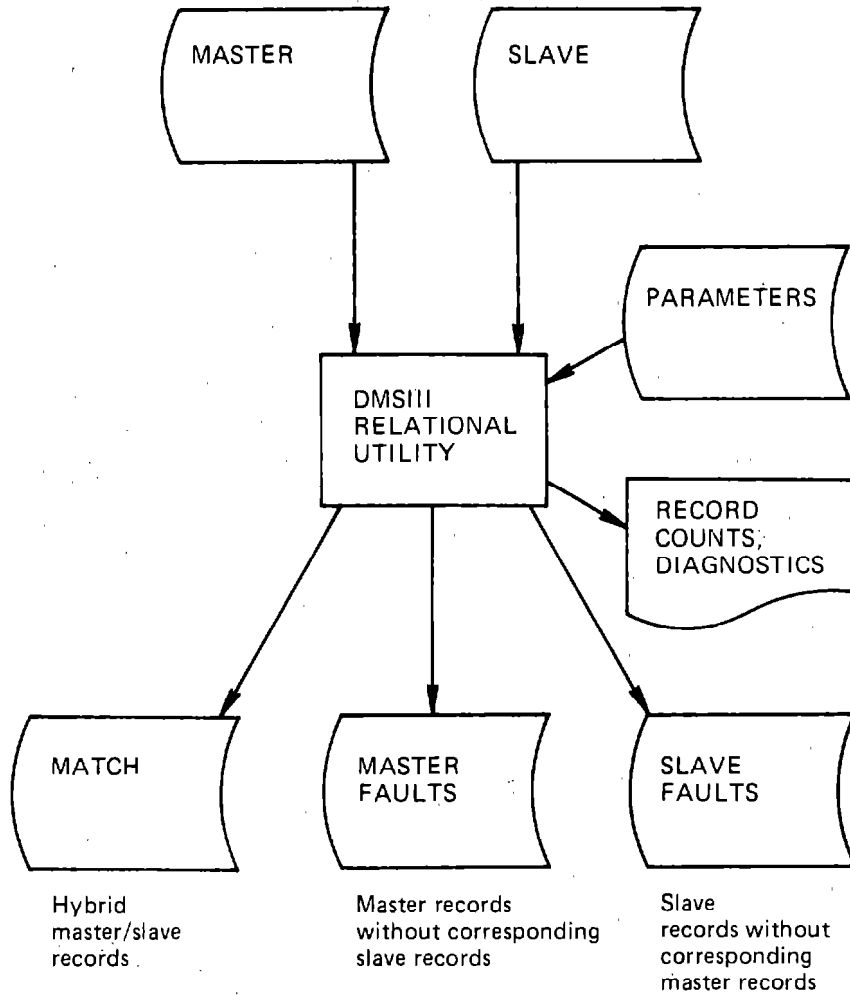 MASTER
SLAVE
PARAMETERS
DMSIII
RELATIONAL
UTILITY
RECORD
COUNTS,
DIAGNOSTICS
MATCH
MASTER
FAULTS
SLAVE
FAULTS
Hybrid
master/slave
records
Master records
without corresponding
slave records
Slave
records without
corresponding
master records